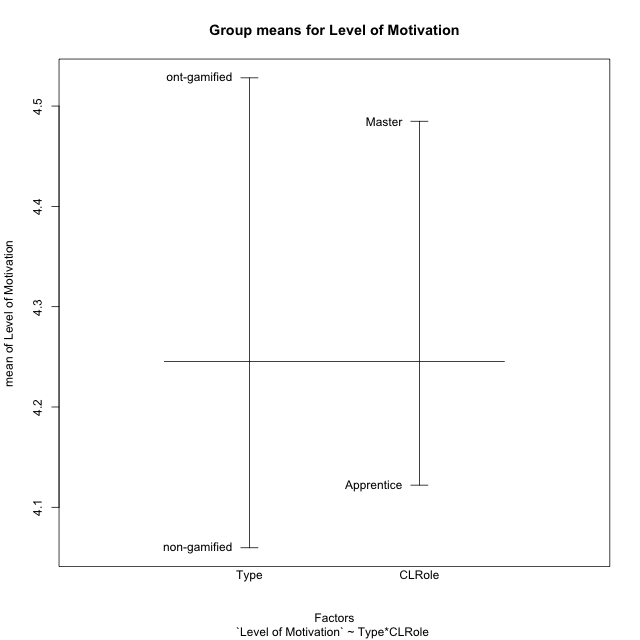 Group means for Level of Motivation
mean of Level of Motivation
4.5
4.4
4.3
4.2
4.1
ont-gamified
Master
Apprentice
non-gamified
Type
CLRole
Factors
`Level of Motivation` ~ Type*CLRole